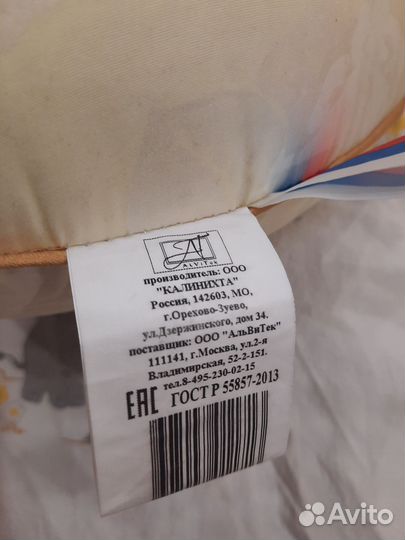 AlViTek
производитель: ООО
"КАЛИНИХТА"
Россия, 142603, МО,
г.Орехово-Зуево,
ул.Дзержинского, дом 34.
поставщик: ООО "АльВиТек"
111141, г.Москва, ул.2-я
Владимирская, 52-2-151.
тел.8-495-230-02-15
EAC ГОСТ Р 55857-2013
Avito